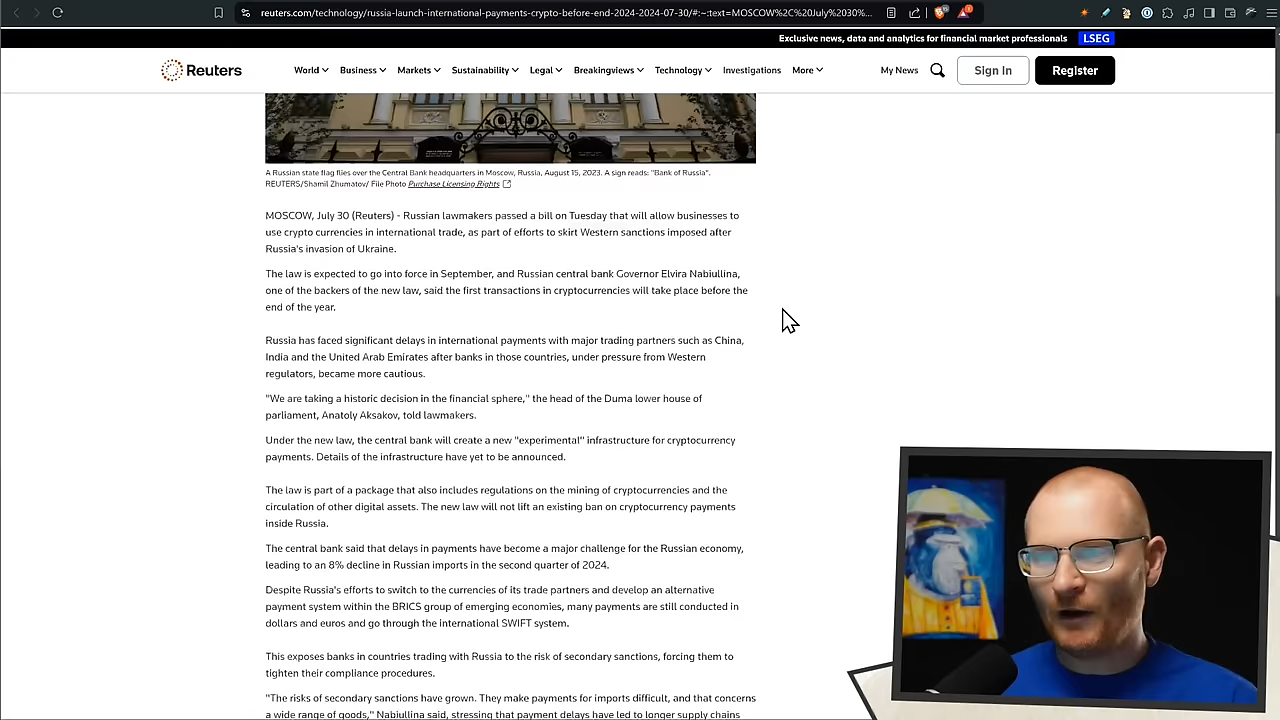 reuters.com/technology/russia-launch-international-payments-crypto-before-end-2024-2024-07-30/#:~:text=MOSCOW%2C%20July%2030%...
Exclusive news, data and analytics for financial market professionals LSEG
Reuters World Business Markets Sustainability Legal Breakingviews Technology Investigations More My News Sign In Register
A Russian state flag flies over the Central Bank headquarters in Moscow, Russia, August 15, 2023. A sign reads: "Bank of Russia".
REUTERS/Shamil Zhumatov/ File Photo Purchase Licensing Rights
MOSCOW, July 30 (Reuters) - Russian lawmakers passed a bill on Tuesday that will allow businesses to
use crypto currencies in international trade, as part of efforts to skirt Western sanctions imposed after
Russia's invasion of Ukraine.
The law is expected to go into force in September, and Russian central bank Governor Elvira Nabiullina,
one of the backers of the new law, said the first transactions in cryptocurrencies will take place before the
end of the year.
Russia has faced significant delays in international payments with major trading partners such as China,
India and the United Arab Emirates after banks in those countries, under pressure from Western
regulators, became more cautious.
"We are taking a historic decision in the financial sphere," the head of the Duma lower house of
parliament, Anatoly Aksakov, told lawmakers.
Under the new law, the central bank will create a new "experimental" infrastructure for cryptocurrency
payments. Details of the infrastructure have yet to be announced.
The law is part of a package that also includes regulations on the mining of cryptocurrencies and the
circulation of other digital assets. The new law will not lift an existing ban on cryptocurrency payments
inside Russia.
The central bank said that delays in payments have become a major challenge for the Russian economy,
leading to an 8% decline in Russian imports in the second quarter of 2024.
Despite Russia's efforts to switch to the currencies of its trade partners and develop an alternative
payment system within the BRICS group of emerging economies, many payments are still conducted in
dollars and euros and go through the international SWIFT system.
This exposes banks in countries trading with Russia to the risk of secondary sanctions, forcing them to
tighten their compliance procedures.
"The risks of secondary sanctions have grown. They make payments for imports difficult, and that concerns
a wide range of goods," Nabiullina said, stressing that payment delays have led to longer supply chains